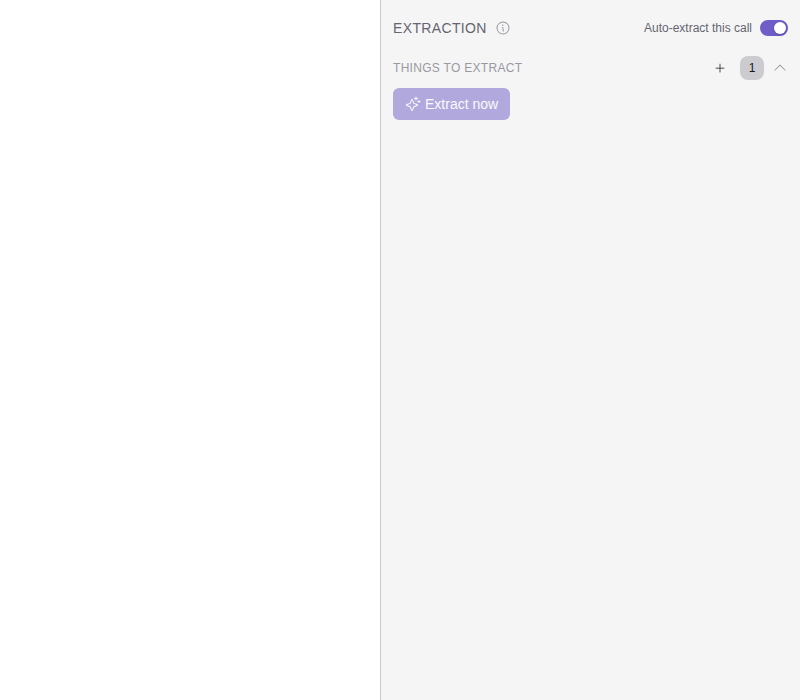 EXTRACTION
Auto-extract this call
THINGS TO EXTRACT
1
Extract now